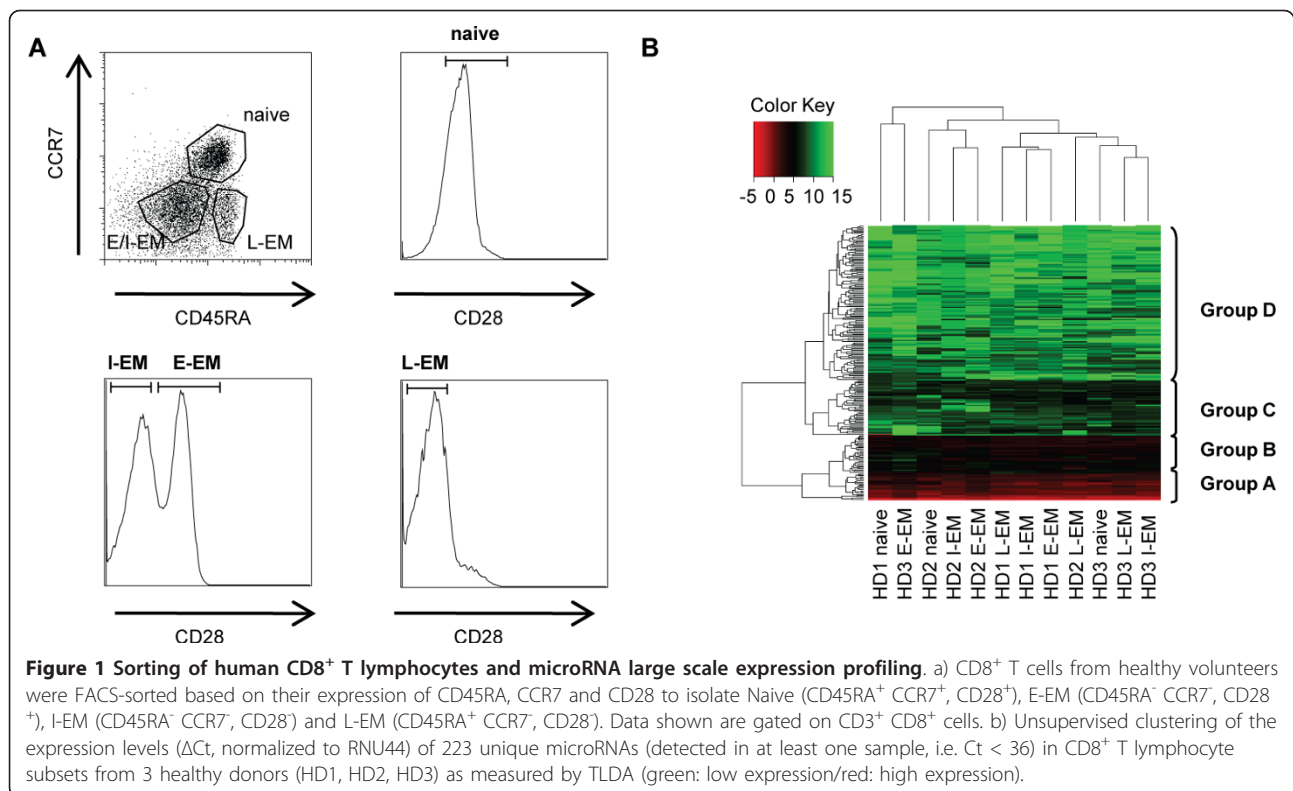 A
CCR7
naive
E/I-EM
L-EM
CD45RA
naive
CD28
I-EM E-EM
CD28
L-EM
CD28
B
Color Key
-5 0 5 10 15
Group D
Group C
Group B
Group A
HD1 naive
HD3 E-EM
HD2 naive
HD2 I-EM
HD2 E-EM
HD1 L-EM
HD1 I-EM
HD1 E-EM
HD2 L-EM
HD3 naive
HD3 L-EM
HD3 I-EM
Figure 1 Sorting of human CD8⁺ T lymphocytes and microRNA large scale expression profiling. a) CD8⁺ T cells from healthy volunteers
were FACS-sorted based on their expression of CD45RA, CCR7 and CD28 to isolate Naive (CD45RA⁺ CCR7⁺, CD28⁺), E-EM (CD45RA⁻ CCR7⁻, CD28
⁺), I-EM (CD45RA⁻ CCR7⁻, CD28⁻) and L-EM (CD45RA⁺ CCR7⁻, CD28⁻). Data shown are gated on CD3⁺ CD8⁺ cells. b) Unsupervised clustering of the
expression levels (ΔCt, normalized to RNU44) of 223 unique microRNAs (detected in at least one sample, i.e. Ct < 36) in CD8⁺ T lymphocyte
subsets from 3 healthy donors (HD1, HD2, HD3) as measured by TLDA (green: low expression/red: high expression).